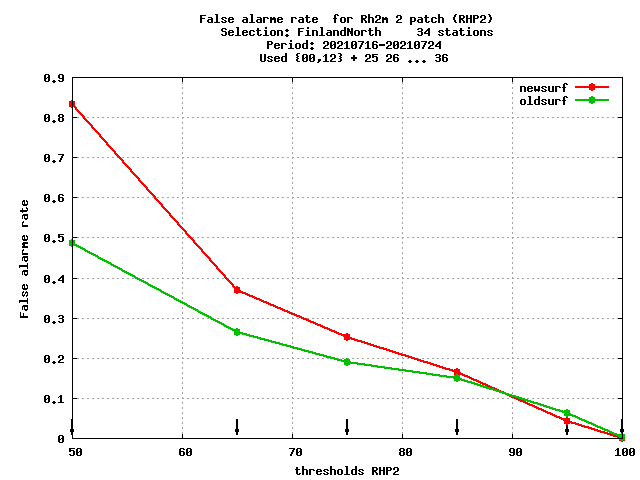 False alarme rate  for Rh2m 2 patch (RHP2)
Selection: FinlandNorth     34 stations
Period: 20210716-20210724
Used {00,12} + 25 26 ... 36
newsurf
oldsurf
0.9
0.8
0.7
0.6
0.5
0.4
0.3
0.2
0.1
0
False alarme rate
50 60 70 80 90 100
thresholds RHP2